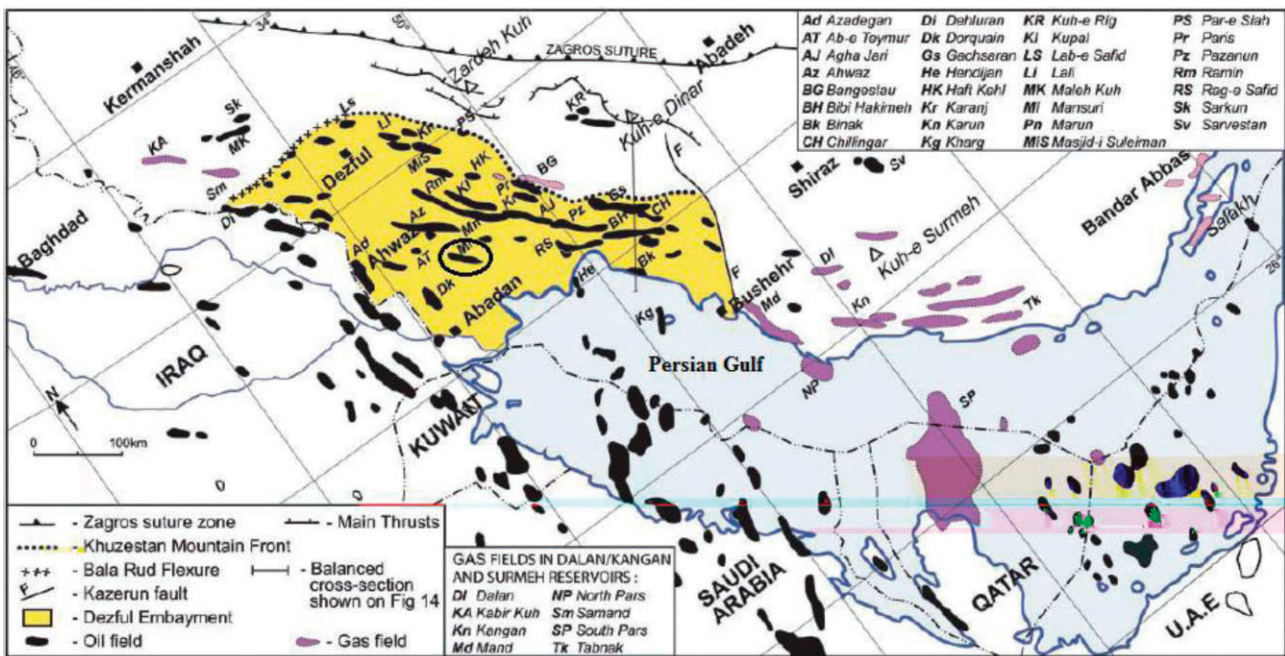 34°
50°
48°
26°
ZAGROS SUTURE
Zardeh Kuh
Abadeh
Kermanshah
Kuh-e Dinar
Ad Azadegan
AT Ab-e Teymur
AJ Agha Jari
Az Ahwaz
BG Bangestau
BH Bibi Hakimeh
Bk Binak
CH Chillingar
Di Dehluran
Dk Dorquain
Gs Gachsaran
He Hendijan
HK Haft Kehl
Kr Karanj
Kn Karun
Kg Kharg
KR Kuh-e Rig
KI Kupal
LS Lab-e Safid
Li Lali
MK Maleh Kuh
MI Mansuri
Pn Marun
MiS Masjid-i Suleiman
PS Par-e Siah
Pr Paris
Pz Pazanun
Rm Ramin
RS Rag-e Safid
Sk Sarkun
Sv Sarvestan
Sk
MK
KA
Sm
Ls
Li
Kn
PS
KR
Dezful
MIS
HK
BG
Rm
KI
Pr
Kr
AJ
Pz
Gs
BH
CH
F
Di
Az
Mn
Ml
RS
Bk
Ad
Ahwaz
AT
Dk
Abadan
He
Kg
Bushehr
Md
F
Baghdad
IRAQ
KUWAIT
Shiraz
Sv
Bandar Abbas
Salakh
Kuh-e Surmeh
Dl
Kn
Tk
Persian Gulf
NP
SP
SAUDI
ARABIA
QATAR
U.A.E
N
0 100km
- Zagros suture zone
- Main Thrusts
- Khuzestan Mountain Front
- Bala Rud Flexure
F - Kazerun fault
- Balanced
cross-section
shown on Fig 14
- Dezful Embayment
- Oil field
- Gas field
GAS FIELDS IN DALAN/KANGAN
AND SURMEH RESERVOIRS :
Dl Dalan
KA Kabir Kuh
Kn Kangan
Md Mand
NP North Pars
Sm Samand
SP South Pars
Tk Tabnak